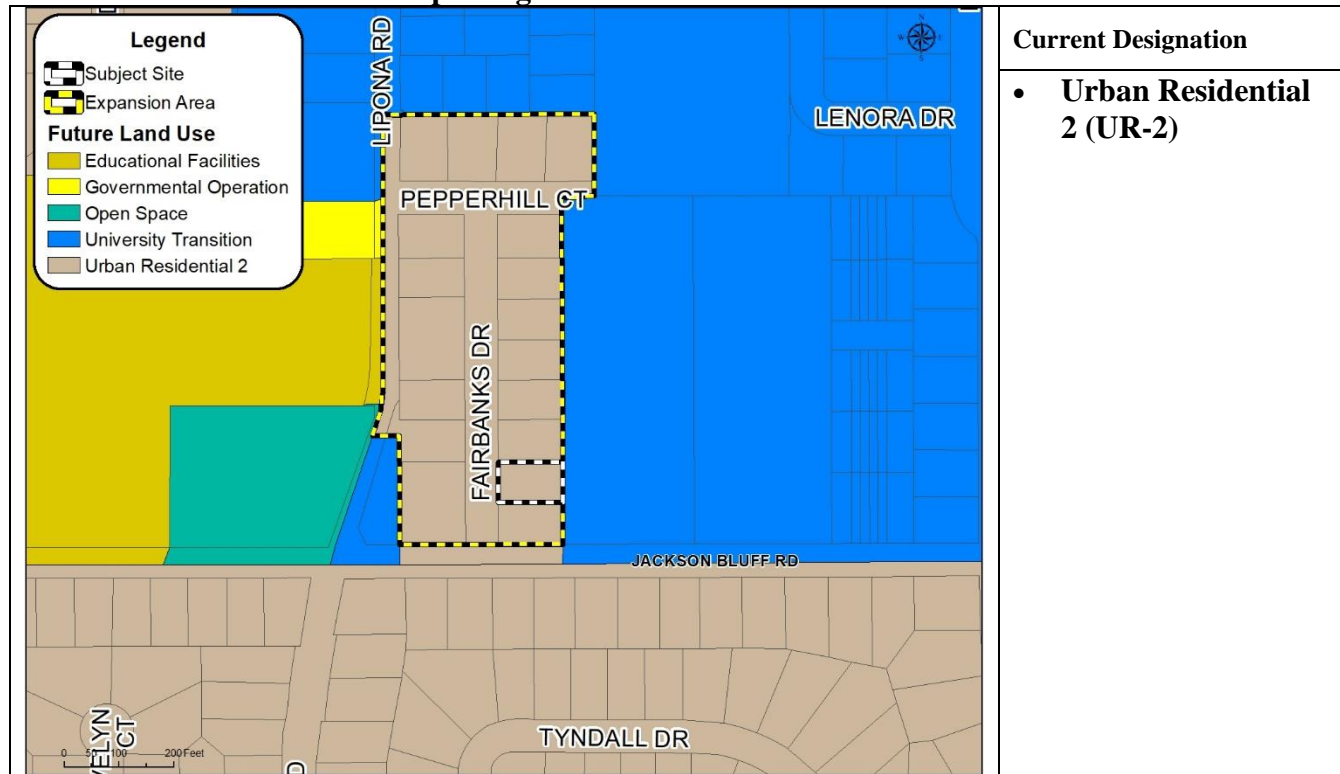 Legend
Subject Site
Expansion Area
Future Land Use
Educational Facilities
Governmental Operation
Open Space
University Transition
Urban Residential 2
N
W E
S
LIPONA RD
LENORA DR
PEPPERHILL CT
FAIRBANKS DR
JACKSON BLUFF RD
TYNDALL DR
VELYN
CT
D
0 50 100 200 Feet
Current Designation
• Urban Residential
2 (UR-2)